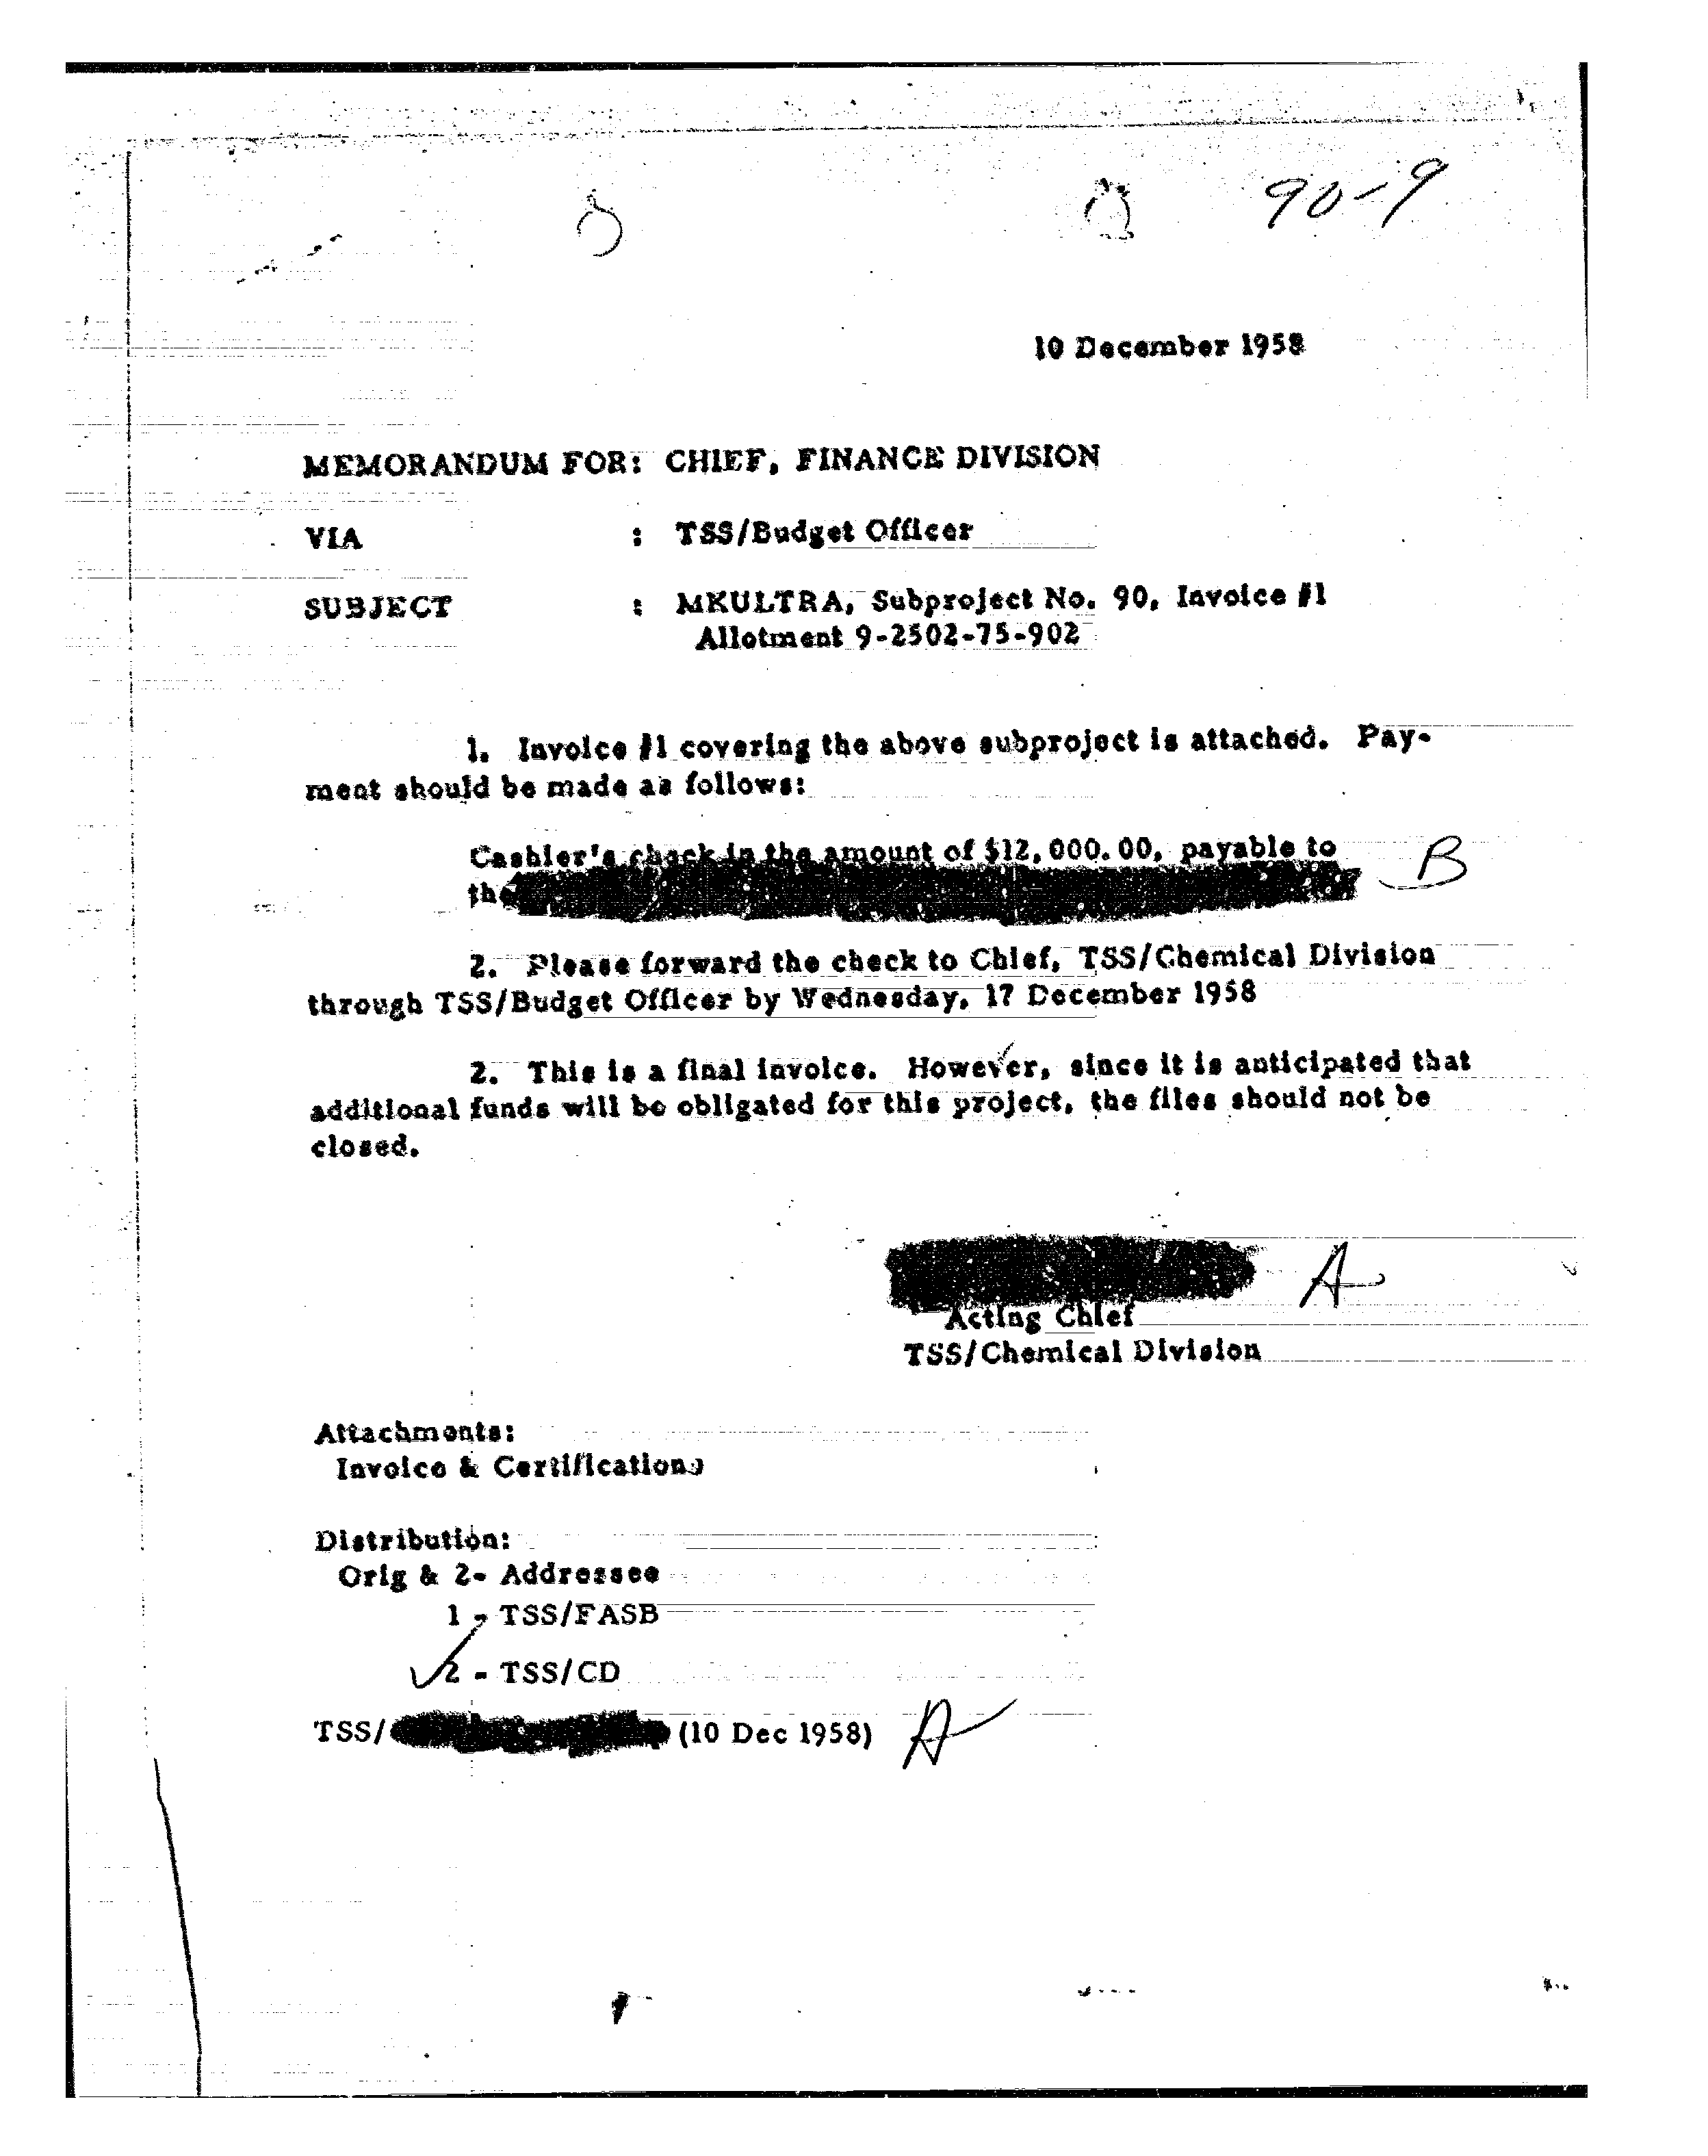 90-9
10 December 1958
MEMORANDUM FOR: CHIEF, FINANCE DIVISION
VIA : TSS/Budget Officer
SUBJECT : MKULTRA, Subproject No. 90, Invoice #1
Allotment 9-2502-75-902
1. Invoice #1 covering the above subproject is attached. Pay-
ment should be made as follows:
Cashier's check in the amount of $12,000.00, payable to
the
B
2. Please forward the check to Chief, TSS/Chemical Division
through TSS/Budget Officer by Wednesday, 17 December 1958
2. This is a final invoice. However, since it is anticipated that
additional funds will be obligated for this project, the files should not be
closed.
A
Acting Chief
TSS/Chemical Division
Attachments:
Invoice & Certifications
Distribution:
Orig & 2- Addressee
1 - TSS/FASB
2 - TSS/CD
TSS/ (10 Dec 1958) A